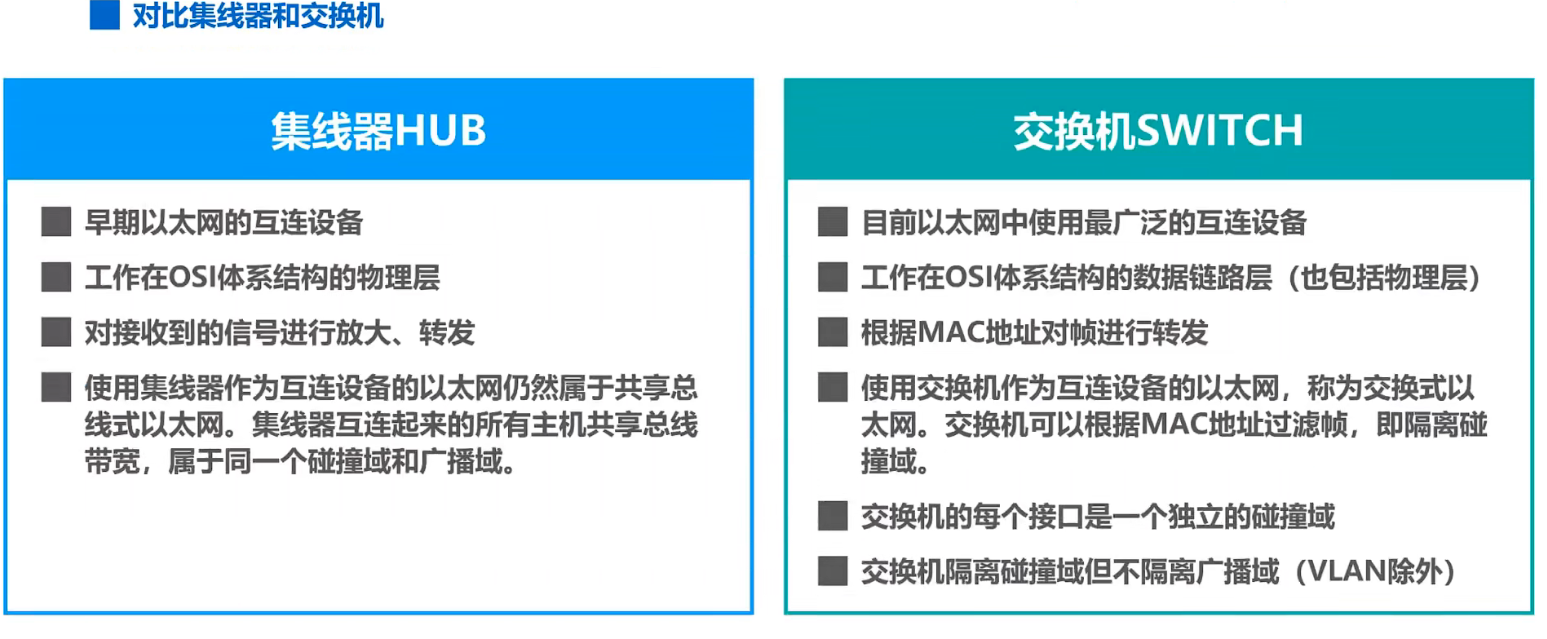 对比集线器和交换机
集线器HUB
早期以太网的互连设备
工作在OSI体系结构的物理层
对接收到的信号进行放大、转发
使用集线器作为互连设备的以太网仍然属于共享总
线式以太网。集线器互连起来的所有主机共享总线
带宽，属于同一个碰撞域和广播域。
交换机SWITCH
目前以太网中使用最广泛的互连设备
工作在OSI体系结构的数据链路层（也包括物理层）
根据MAC地址对帧进行转发
使用交换机作为互连设备的以太网，称为交换式以
太网。交换机可以根据MAC地址过滤帧，即隔离碰
撞域。
交换机的每个接口是一个独立的碰撞域
交换机隔离碰撞域但不隔离广播域（VLAN除外）